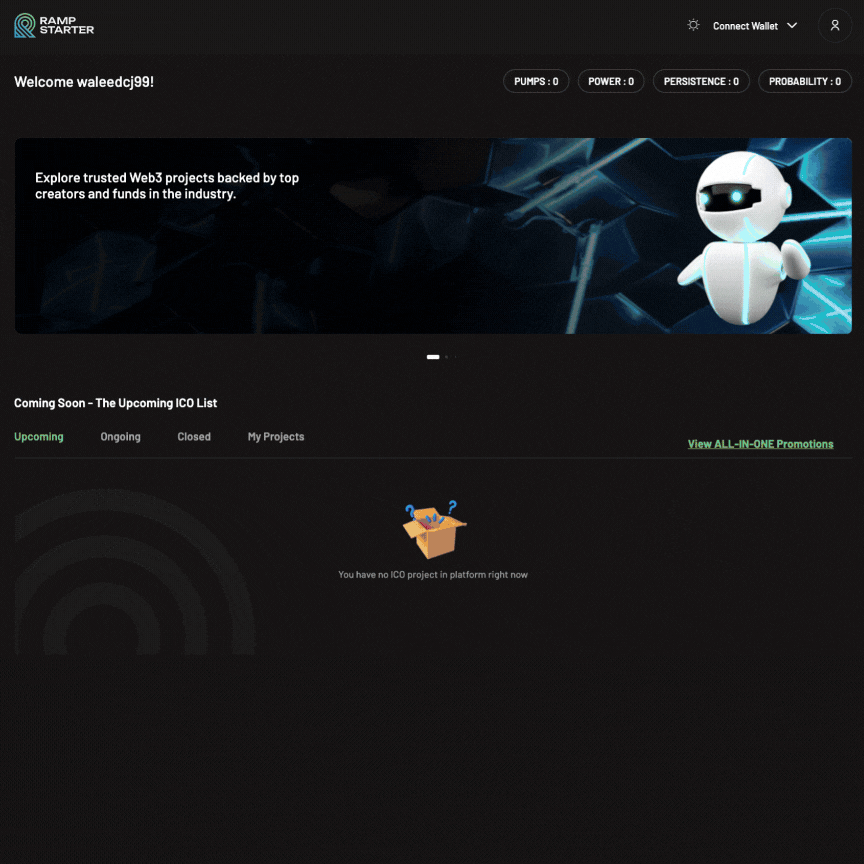 RAMP
STARTER
Connect Wallet
Welcome waleedcj99!
PUMPS : 0
POWER : 0
PERSISTENCE : 0
PROBABILITY : 0
Explore trusted Web3 projects backed by top
creators and funds in the industry.
Coming Soon - The Upcoming ICO List
Upcoming
Ongoing
Closed
My Projects
View ALL-IN-ONE Promotions
? ?
You have no ICO project in platform right now